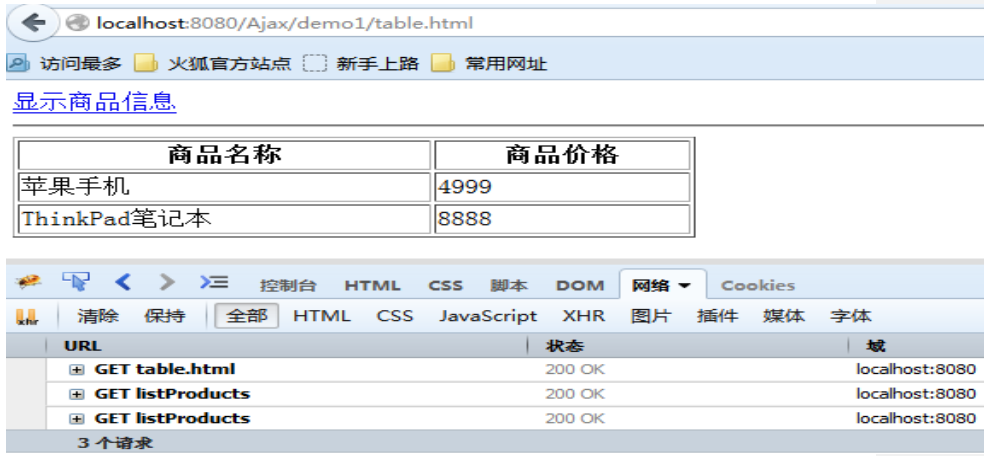 localhost:8080/Ajax/demo1/table.html
访问最多 火狐官方站点 新手上路 常用网址
显示商品信息
商品名称 商品价格
苹果手机 4999
ThinkPad笔记本 8888
控制台 HTML CSS 脚本 DOM 网络 Cookies
xhr 清除 保持 全部 HTML CSS JavaScript XHR 图片 插件 媒体 字体
URL 状态 域
GET table.html 200 OK localhost:8080
GET listProducts 200 OK localhost:8080
GET listProducts 200 OK localhost:8080
3 个请求